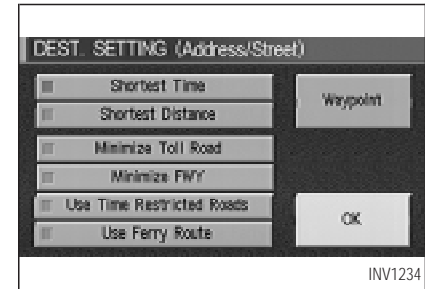 DEST. SETTING (Address/Street)
Shortest Time
Shortest Distance
Waypoint
Minimize Toll Road
Minimize FWY
Use Time Restricted Roads
Use Ferry Route
OK
INV1234